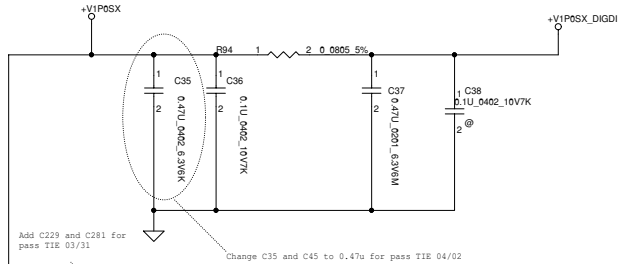 +V1P0SX
+V1P0SX_DIGDI
R94 1 2 0_0805_5%
1
C35
2
0.47U_0402_6.3V6K
1
C36
2
0.1U_0402_10V7K
1
C37
2
0.47U_0201_6.3V6M
1
C38
0.1U_0402_10V7K
2
@
Add C229 and C281 for
pass TIE 03/31
Change C35 and C45 to 0.47u for pass TIE 04/02